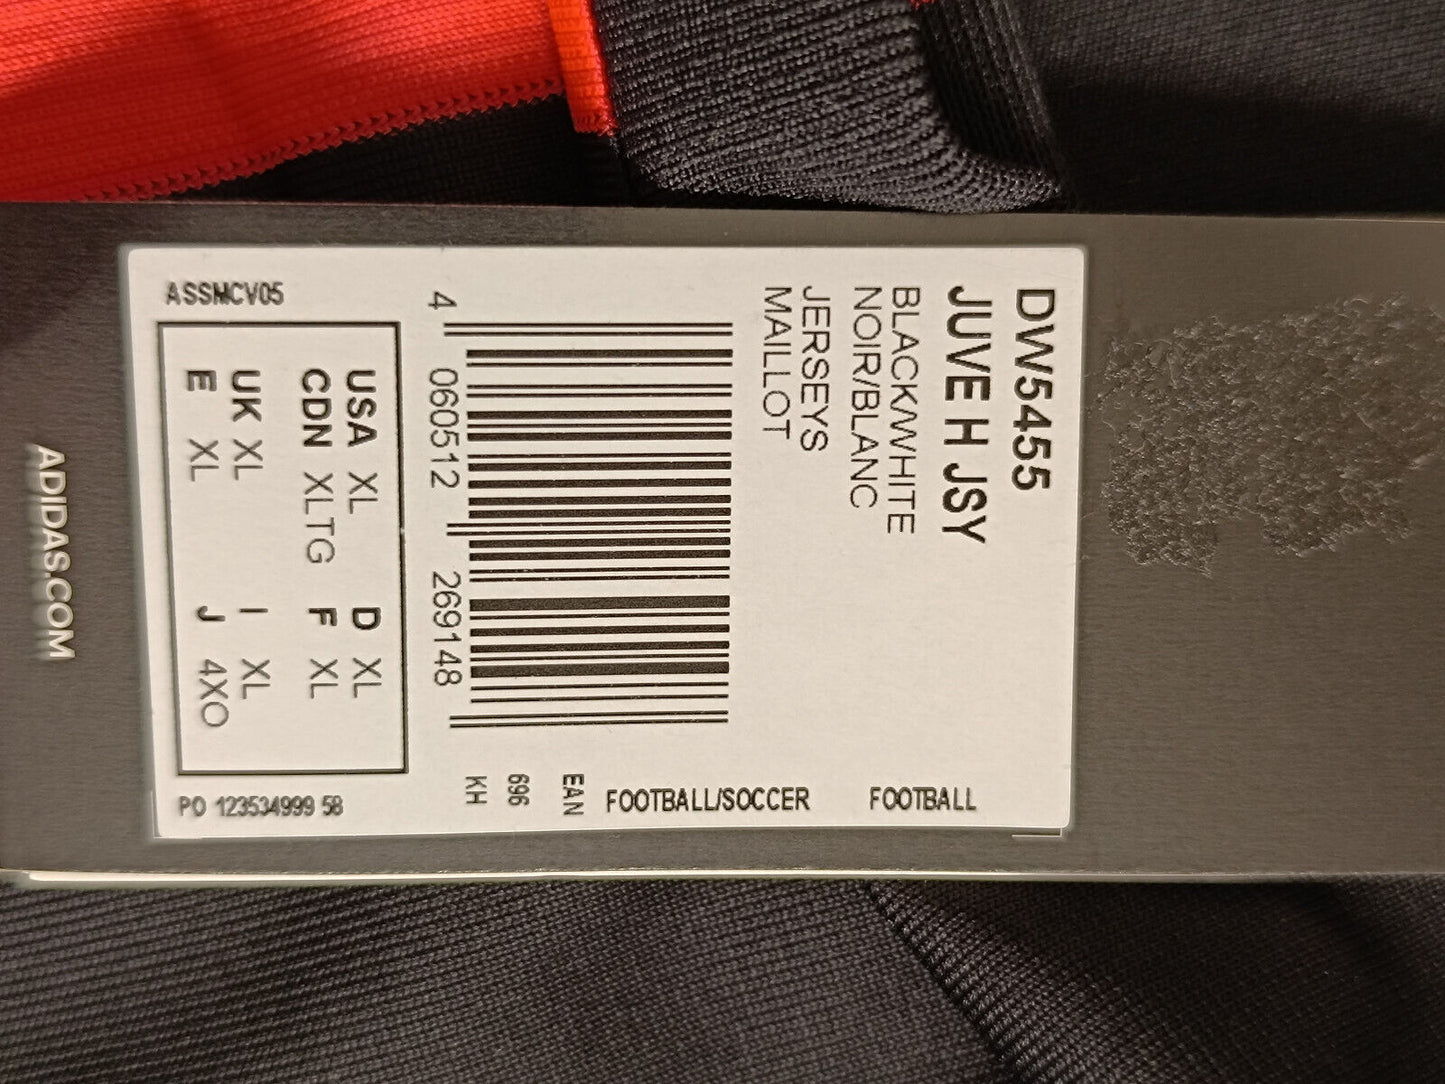 DW5455
JUVE H JSY
FOOTBALL
BLACK/WHITE
NOIR/BLANC
JERSEYS
MAILLOT
FOOTBALL/SOCCER
EAN
696
KH
4 060512 269148
USA XL D XL
CDN XLTG F XL
UK XL I XL
E XL J 4XO
ASSMCV05
PO 123534999 58
ADIDAS.COM